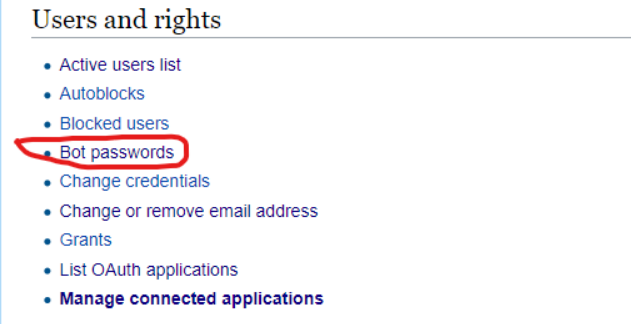 Users and rights
Active users list
Autoblocks
Blocked users
Bot passwords
Change credentials
Change or remove email address
Grants
List OAuth applications
Manage connected applications